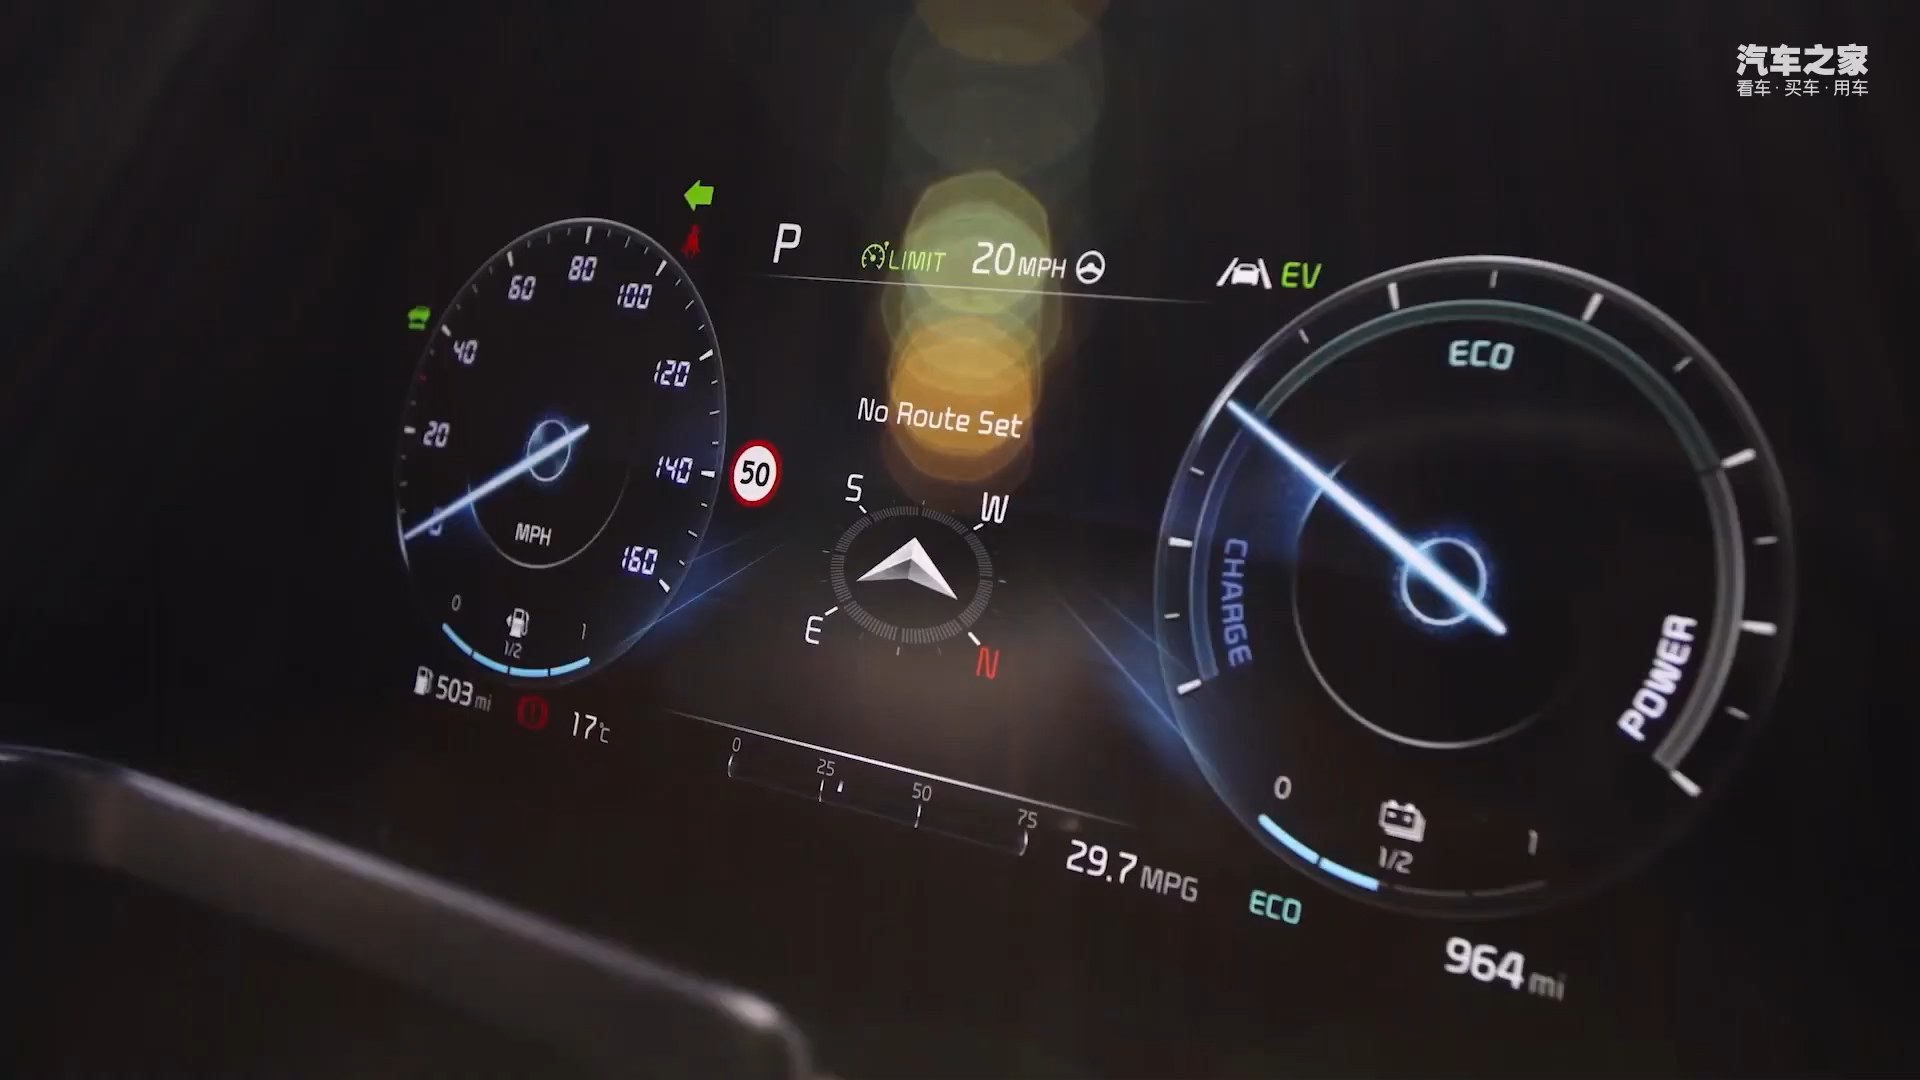 汽车之家
看车·买车·用车
P
LIMIT 20 MPH
EV
0
20
40
60
80
100
120
140
160
MPH
50
No Route Set
S
W
E
N
ECO
CHARGE
POWER
0
1/2
1
503 mi
17℃
0
25
50
75
29.7 MPG
0
1/2
1
ECO
964 mi